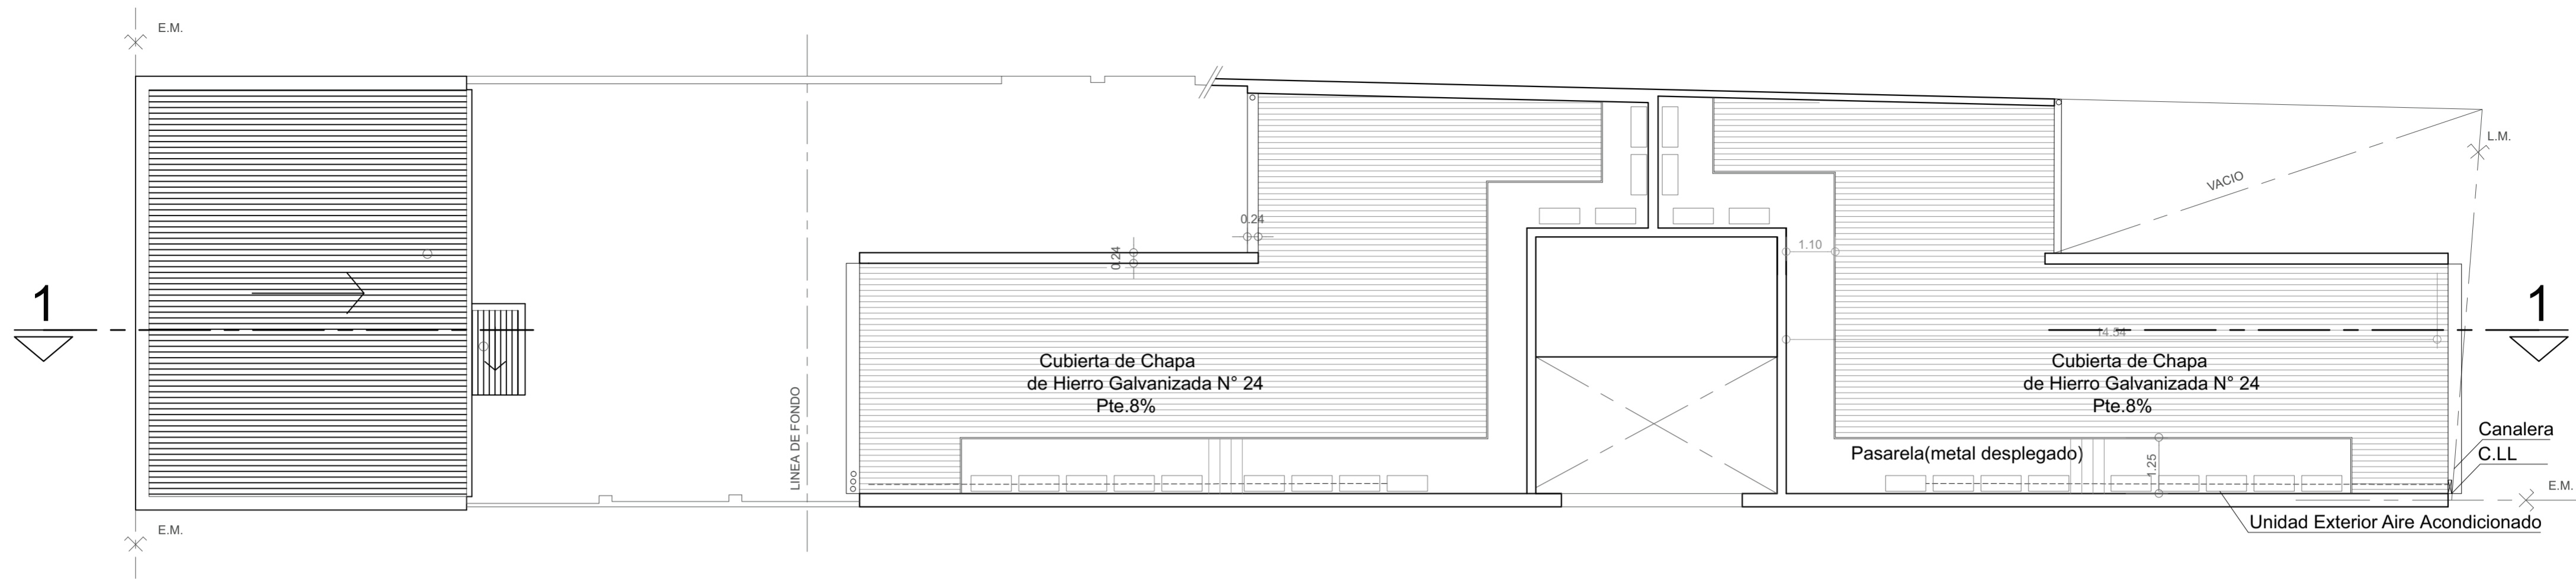 E.M.
L.M.
VACIO
0.24
0.24
1.10
1
1
14.54
Cubierta de Chapa
de Hierro Galvanizada N° 24
Pte.8%
Cubierta de Chapa
de Hierro Galvanizada N° 24
Pte.8%
LINEA DE FONDO
Canalera
Pasarela(metal desplegado)
C.LL
1.25
E.M.
Unidad Exterior Aire Acondicionado
E.M.